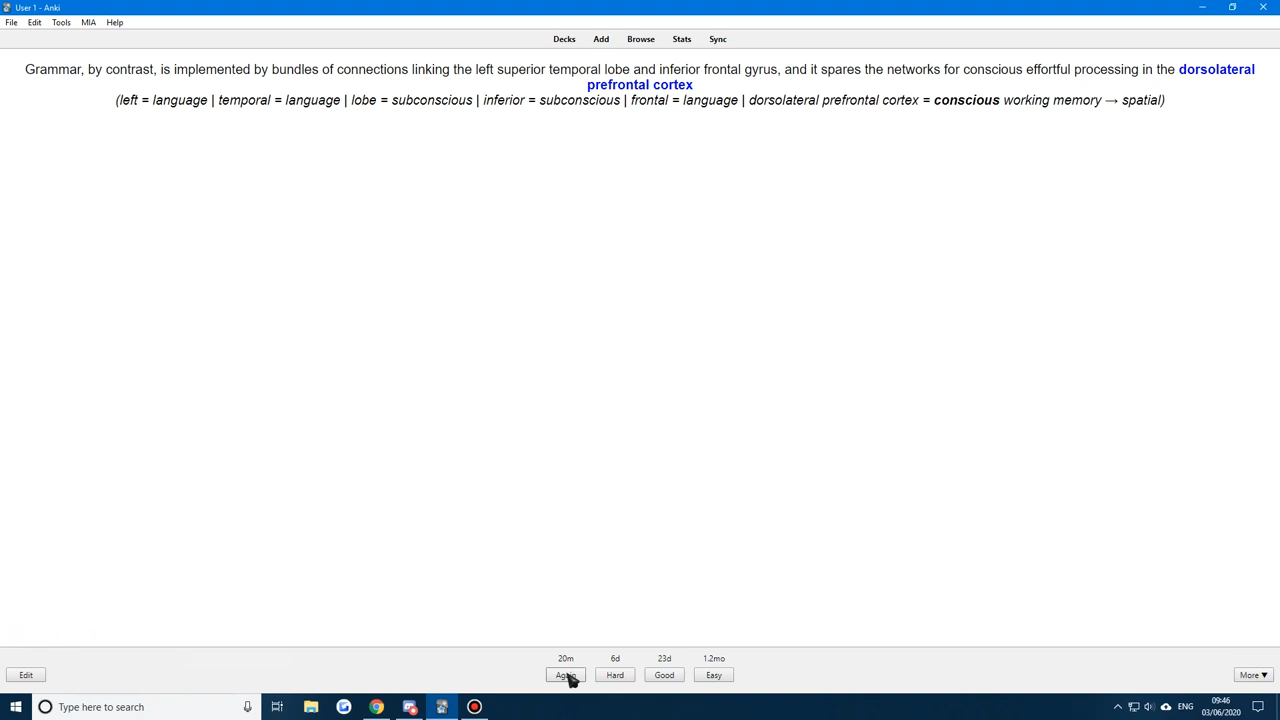 User 1 - Anki
File Edit Tools MIA Help
Decks Add Browse Stats Sync
Grammar, by contrast, is implemented by bundles of connections linking the left superior temporal lobe and inferior frontal gyrus, and it spares the networks for conscious effortful processing in the dorsolateral
prefrontal cortex
(left = language | temporal = language | lobe = subconscious | inferior = subconscious | frontal = language | dorsolateral prefrontal cortex = conscious working memory → spatial)
20m 6d 23d 1.2mo
Edit Again Hard Good Easy More ▼
Type here to search ENG 09:46
03/06/2020